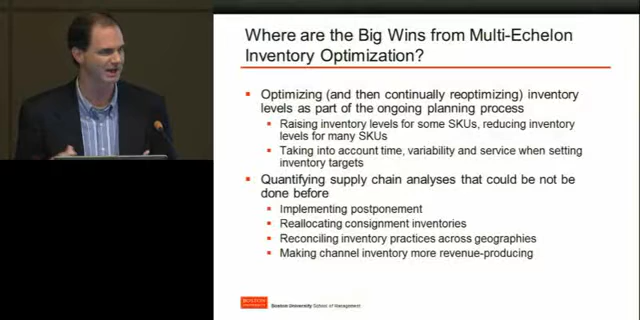 Where are the Big Wins from Multi-Echelon
Inventory Optimization?
Optimizing (and then continually reoptimizing) inventory
levels as part of the ongoing planning process
Raising inventory levels for some SKUs, reducing inventory
levels for many SKUs
Taking into account time, variability and service when setting
inventory targets
Quantifying supply chain analyses that could be not be
done before
Implementing postponement
Reallocating consignment inventories
Reconciling inventory practices across geographies
Making channel inventory more revenue-producing
BOSTON
UNIVERSITY
Boston University School of Management